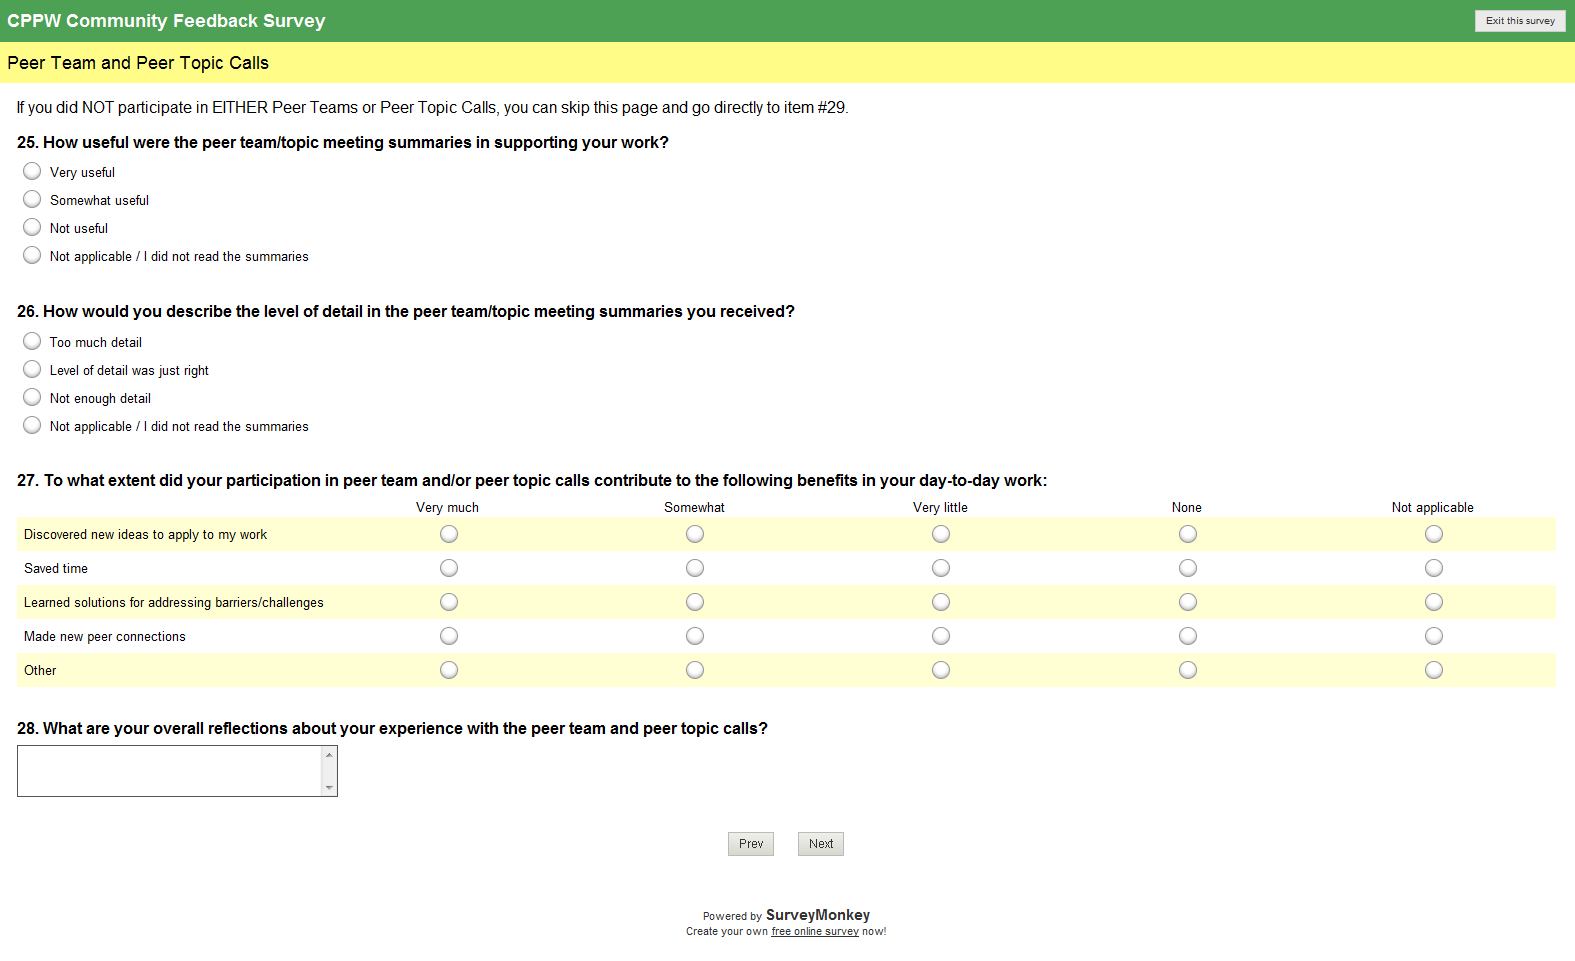 CPPW Community Feedback Survey
Exit this survey
Peer Team and Peer Topic Calls
If you did NOT participate in EITHER Peer Teams or Peer Topic Calls, you can skip this page and go directly to item #29.
25. How useful were the peer team/topic meeting summaries in supporting your work?
Very useful
Somewhat useful
Not useful
Not applicable / I did not read the summaries
26. How would you describe the level of detail in the peer team/topic meeting summaries you received?
Too much detail
Level of detail was just right
Not enough detail
Not applicable / I did not read the summaries
27. To what extent did your participation in peer team and/or peer topic calls contribute to the following benefits in your day-to-day work:
Very much Somewhat Very little None Not applicable
Discovered new ideas to apply to my work
Saved time
Learned solutions for addressing barriers/challenges
Made new peer connections
Other
28. What are your overall reflections about your experience with the peer team and peer topic calls?
Prev Next
Powered by SurveyMonkey
Create your own free online survey now!